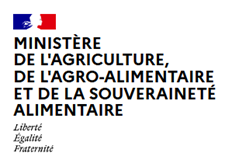 MINISTÈRE
DE L'AGRICULTURE,
DE L'AGRO-ALIMENTAIRE
ET DE LA SOUVERAINETÉ
ALIMENTAIRE
Liberté
Égalité
Fraternité